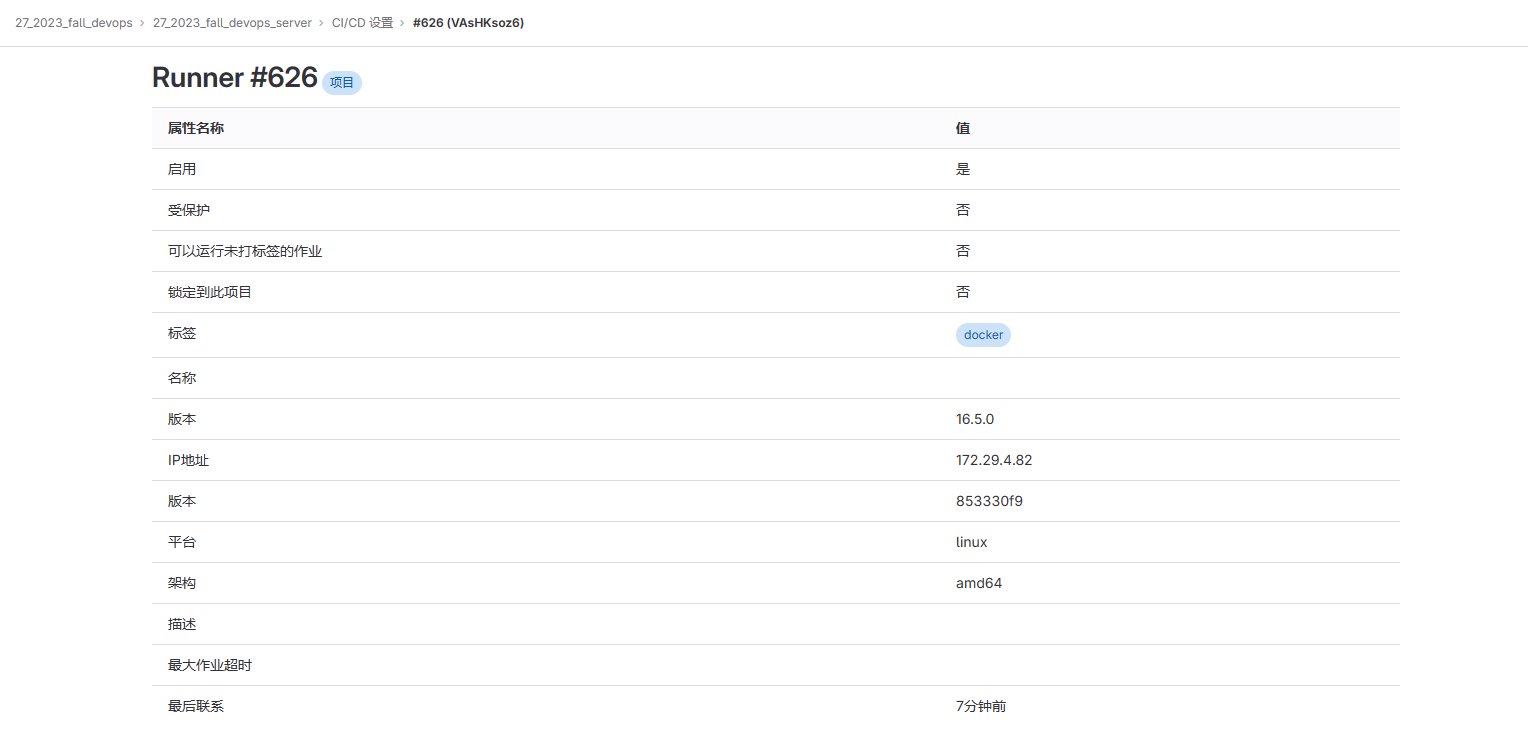 27_2023_fall_devops › 27_2023_fall_devops_server › CI/CD 设置 › #626 (VAsHKsoz6)
Runner #626 项目
属性名称 值
启用 是
受保护 否
可以运行未打标签的作业 否
锁定到此项目 否
标签 docker
名称
版本 16.5.0
IP地址 172.29.4.82
版本 853330f9
平台 linux
架构 amd64
描述
最大作业超时
最后联系 7分钟前